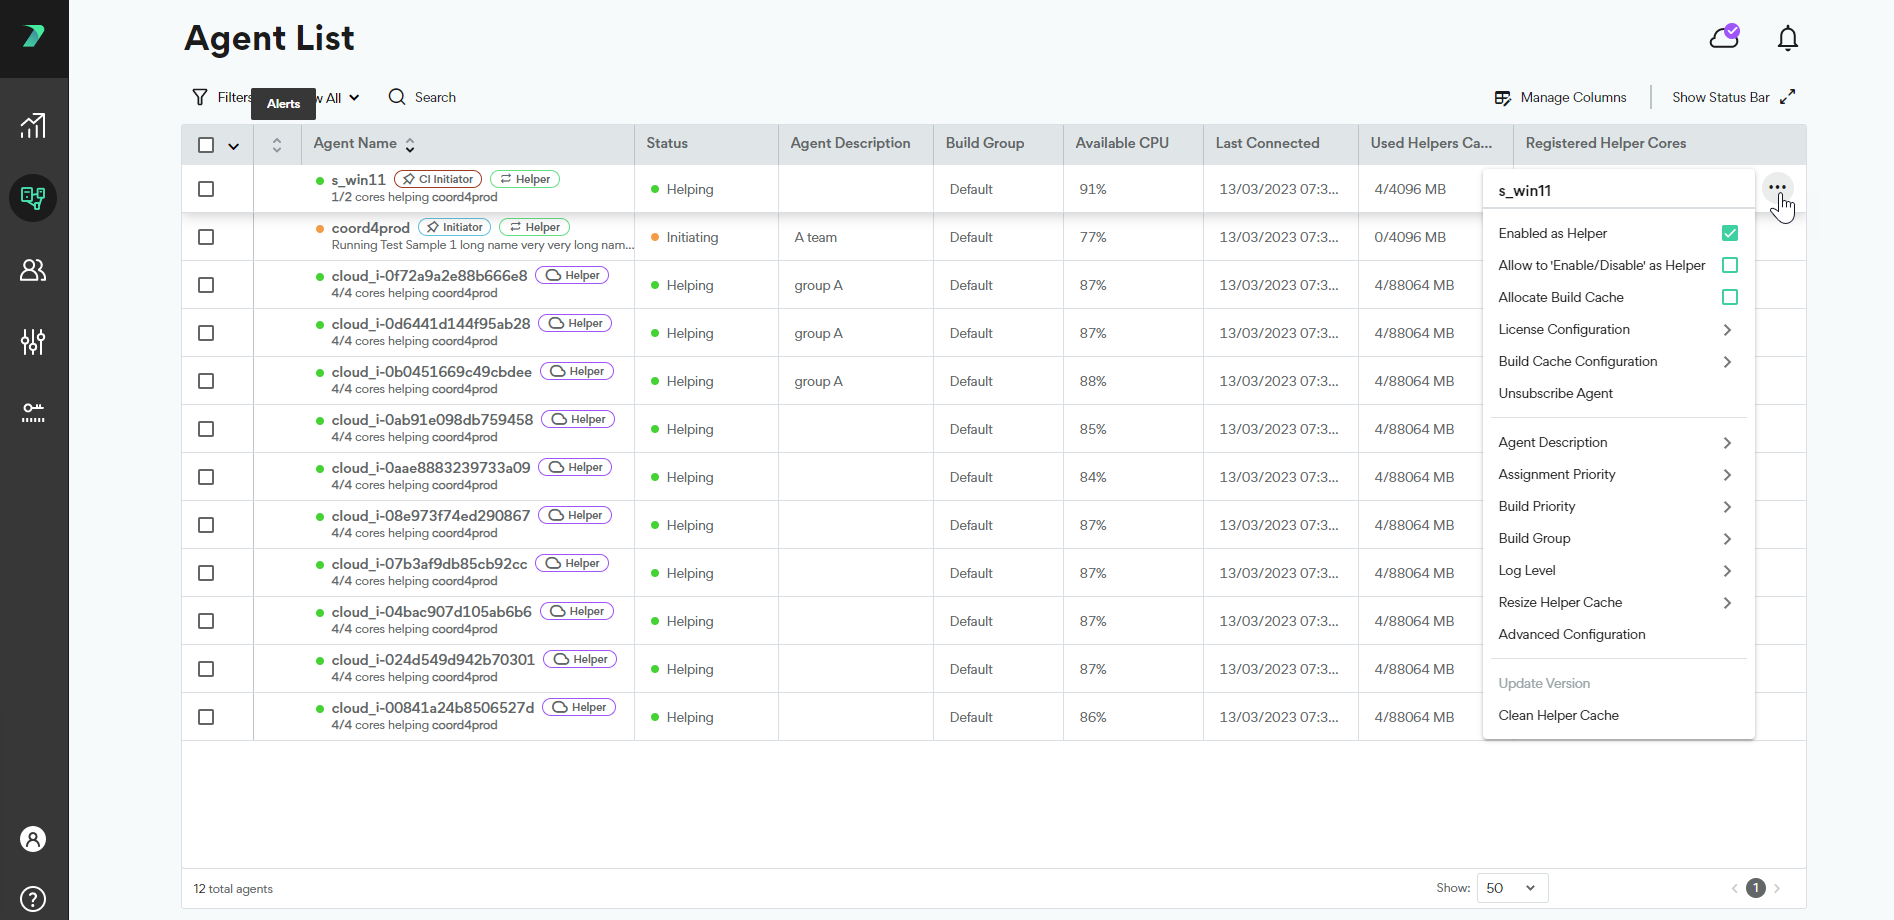 Agent List
Filters
w All
Search
Manage Columns
Show Status Bar
Alerts
Agent Name
Status
Agent Description
Build Group
Available CPU
Last Connected
Used Helpers Ca...
Registered Helper Cores
s_win11 CI Initiator Helper
1/2 cores helping coord4prod
Helping
Default
91%
13/03/2023 07:3...
4/4096 MB
coord4prod Initiator Helper
Running Test Sample 1 long name very very long nam...
Initiating
A team
Default
77%
13/03/2023 07:3...
0/4096 MB
cloud_i-0f72a9a2e88b666e8 Helper
4/4 cores helping coord4prod
Helping
group A
Default
87%
13/03/2023 07:3...
4/88064 MB
cloud_i-0d6441d144f95ab28 Helper
4/4 cores helping coord4prod
Helping
group A
Default
87%
13/03/2023 07:3...
4/88064 MB
cloud_i-0b0451669c49cbdee Helper
4/4 cores helping coord4prod
Helping
group A
Default
88%
13/03/2023 07:3...
4/88064 MB
cloud_i-0ab91e098db759458 Helper
4/4 cores helping coord4prod
Helping
Default
85%
13/03/2023 07:3...
4/88064 MB
cloud_i-0aae8883239733a09 Helper
4/4 cores helping coord4prod
Helping
Default
84%
13/03/2023 07:3...
4/88064 MB
cloud_i-08e973f74ed290867 Helper
4/4 cores helping coord4prod
Helping
Default
87%
13/03/2023 07:3...
4/88064 MB
cloud_i-07b3af9db85cb92cc Helper
4/4 cores helping coord4prod
Helping
Default
87%
13/03/2023 07:3...
4/88064 MB
cloud_i-04bac907d105ab6b6 Helper
4/4 cores helping coord4prod
Helping
Default
87%
13/03/2023 07:3...
4/88064 MB
cloud_i-024d549d942b70301 Helper
4/4 cores helping coord4prod
Helping
Default
87%
13/03/2023 07:3...
4/88064 MB
cloud_i-00841a24b8506527d Helper
4/4 cores helping coord4prod
Helping
Default
86%
13/03/2023 07:3...
4/88064 MB
s_win11
Enabled as Helper
Allow to 'Enable/Disable' as Helper
Allocate Build Cache
License Configuration
Build Cache Configuration
Unsubscribe Agent
Agent Description
Assignment Priority
Build Priority
Build Group
Log Level
Resize Helper Cache
Advanced Configuration
Update Version
Clean Helper Cache
12 total agents
Show: 50
1